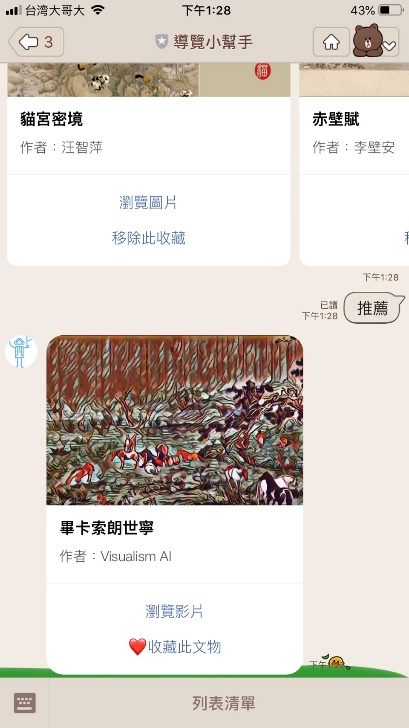 台湾大哥大 下午1:28 43%
3 導覽小幫手
貓
貓宮密境 赤壁賦
作者：汪智萍 作者：李壁安
瀏覽圖片
移除此收藏
下午1:28
已讀
下午1:28
推薦
畢卡索朗世寧
作者：Visualism AI
瀏覽影片
❤️收藏此文物
列表清單